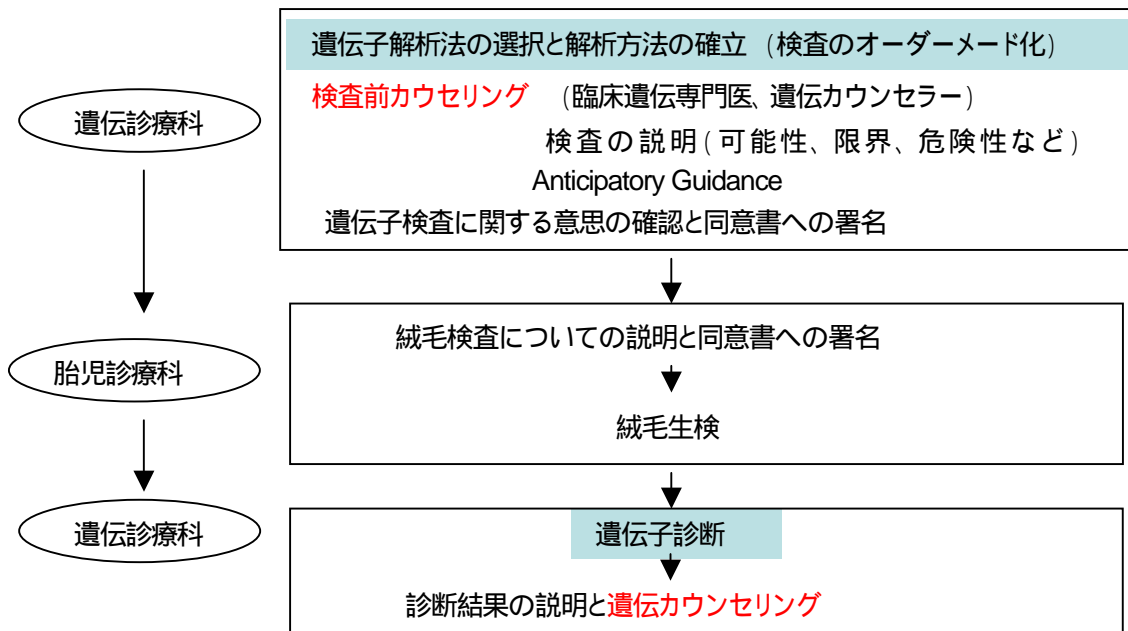 遺伝子解析法の選択と解析方法の確立 (検査のオーダーメード化)
遺伝診療科
検査前カウセリング (臨床遺伝専門医、遺伝カウンセラー)
検査の説明(可能性、限界、危険性など)
Anticipatory Guidance
遺伝子検査に関する意思の確認と同意書への署名
胎児診療科
絨毛検査についての説明と同意書への署名
絨毛生検
遺伝診療科
遺伝子診断
診断結果の説明と遺伝カウンセリング